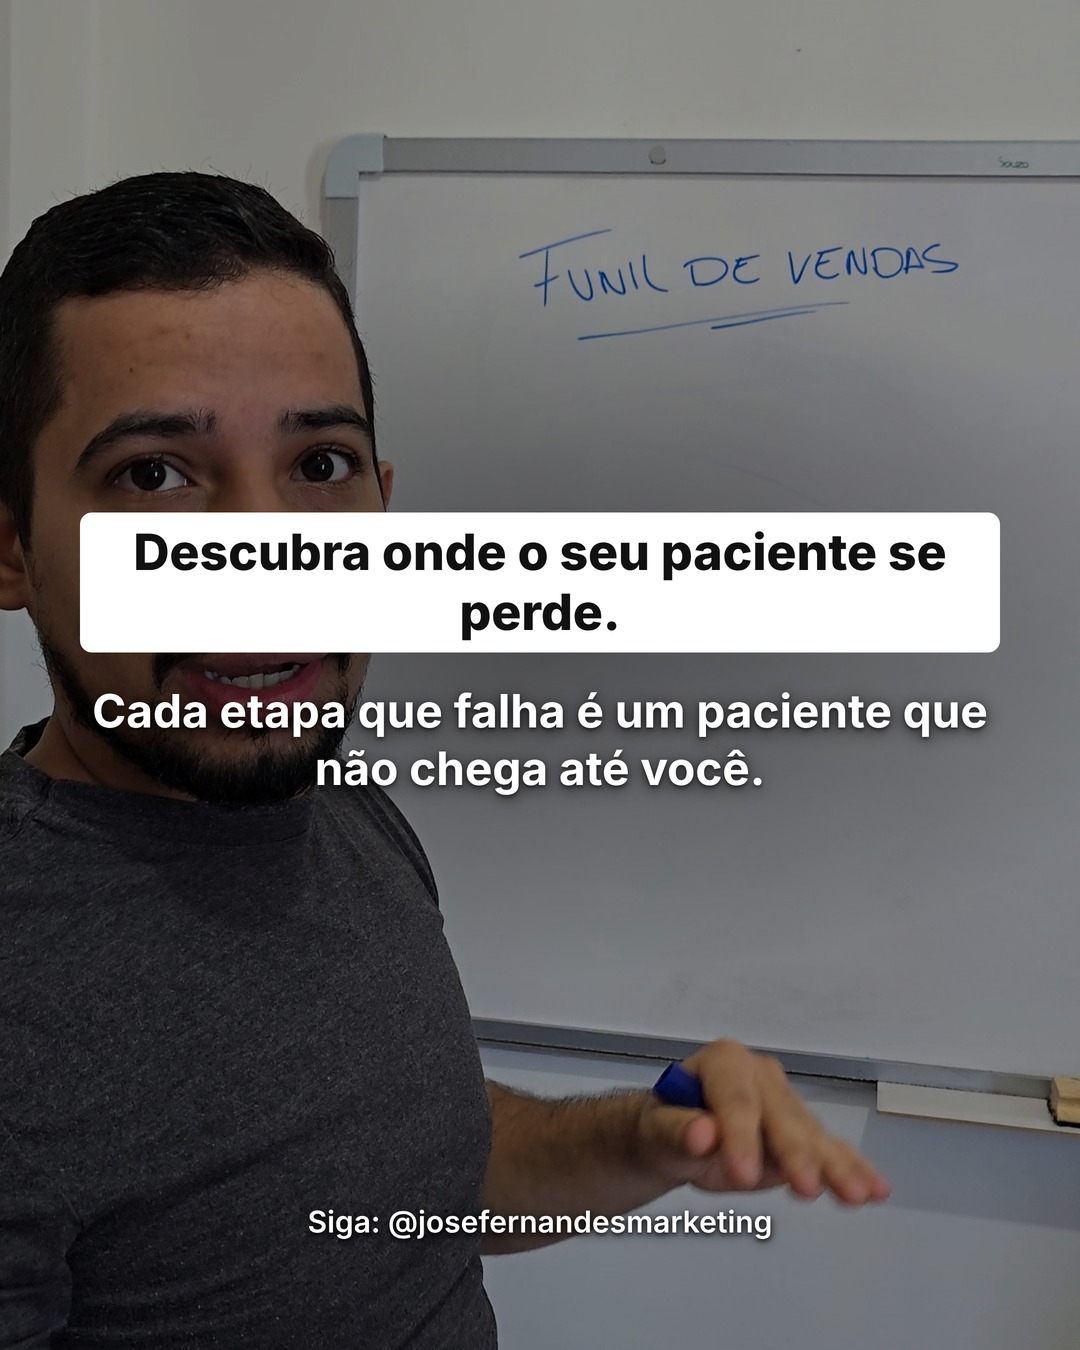 Souza
FUNIL DE VENDAS
Descubra onde o seu paciente se
perde.
Cada etapa que falha é um paciente que
não chega até você.
Siga: @josefernandesmarketing